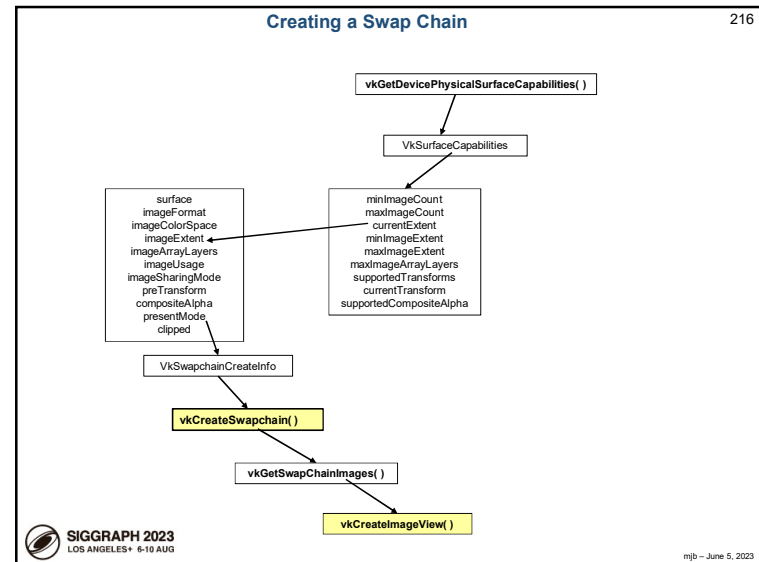 Creating a Swap Chain
216
vkGetDevicePhysicalSurfaceCapabilities( )
VkSurfaceCapabilities
surface
imageFormat
imageColorSpace
imageExtent
imageArrayLayers
imageUsage
imageSharingMode
preTransform
compositeAlpha
presentMode
clipped
minImageCount
maxImageCount
currentExtent
minImageExtent
maxImageExtent
maxImageArrayLayers
supportedTransforms
currentTransform
supportedCompositeAlpha
VkSwapchainCreateInfo
vkCreateSwapchain( )
vkGetSwapChainImages( )
vkCreateImageView( )
SIGGRAPH 2023
LOS ANGELES+ 6-10 AUG
mjb – June 5, 2023